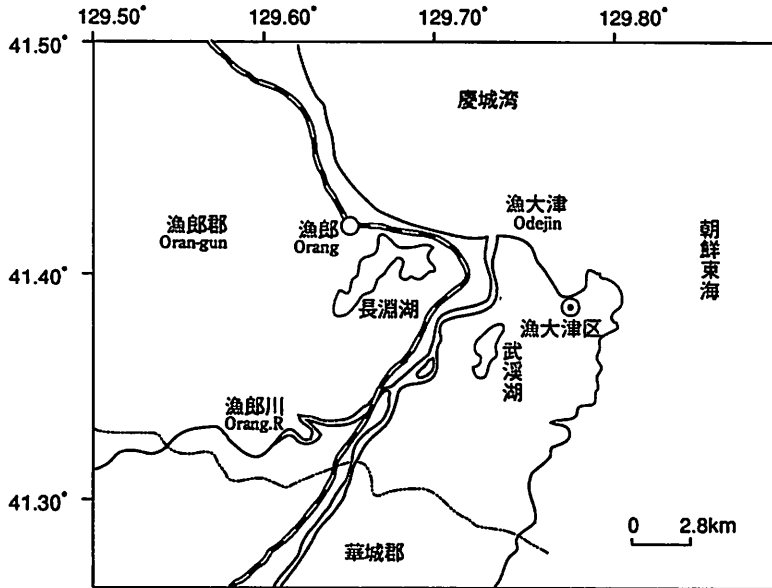 129.50° 129.60° 129.70° 129.80°
41.50°
慶城湾
漁郎郡
Oran-gun
漁郎
Orang
漁大津
Odejin
朝鮮東海
41.40°
長淵湖
漁大津区
武渓湖
漁郎川
Orang.R
41.30°
華城郡
0 2.8km